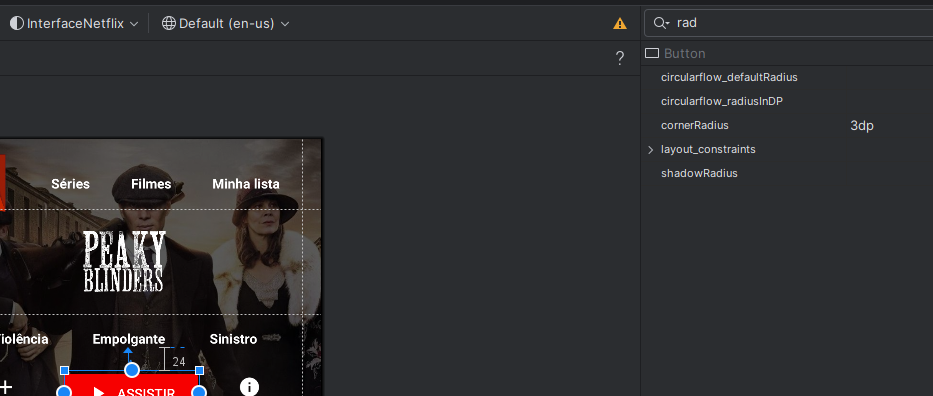 InterfaceNetflix
Default (en-us)
rad
?
Button
circularflow_defaultRadius
circularflow_radiusInDP
cornerRadius 3dp
layout_constraints
shadowRadius
Séries Filmes Minha lista
PEAKY
BLINDERS
iolência Empolgante Sinistro
24
ASSISTIR